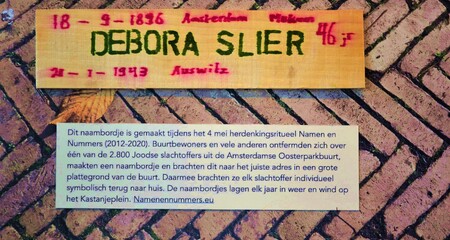 18 - 9 - 1896 Amsterdam Meisen
DEBORA SLIER 46 jr
21 - 1 - 1943 Auswitz
Dit naambordje is gemaakt tijdens het 4 mei herdenkingsritueel Namen en
Nummers (2012-2020). Buurtbewoners en vele anderen ontfermden zich over
één van de 2.800 Joodse slachtoffers uit de Amsterdamse Oosterparkbuurt,
maakten een naambordje en brachten dit naar het juiste adres in een grote
plattegrond van de buurt. Daarmee brachten ze elk slachtoffer individueel
symbolisch terug naar huis. De naambordjes lagen elk jaar in weer en wind op
het Kastanjeplein. Namenennummers.eu